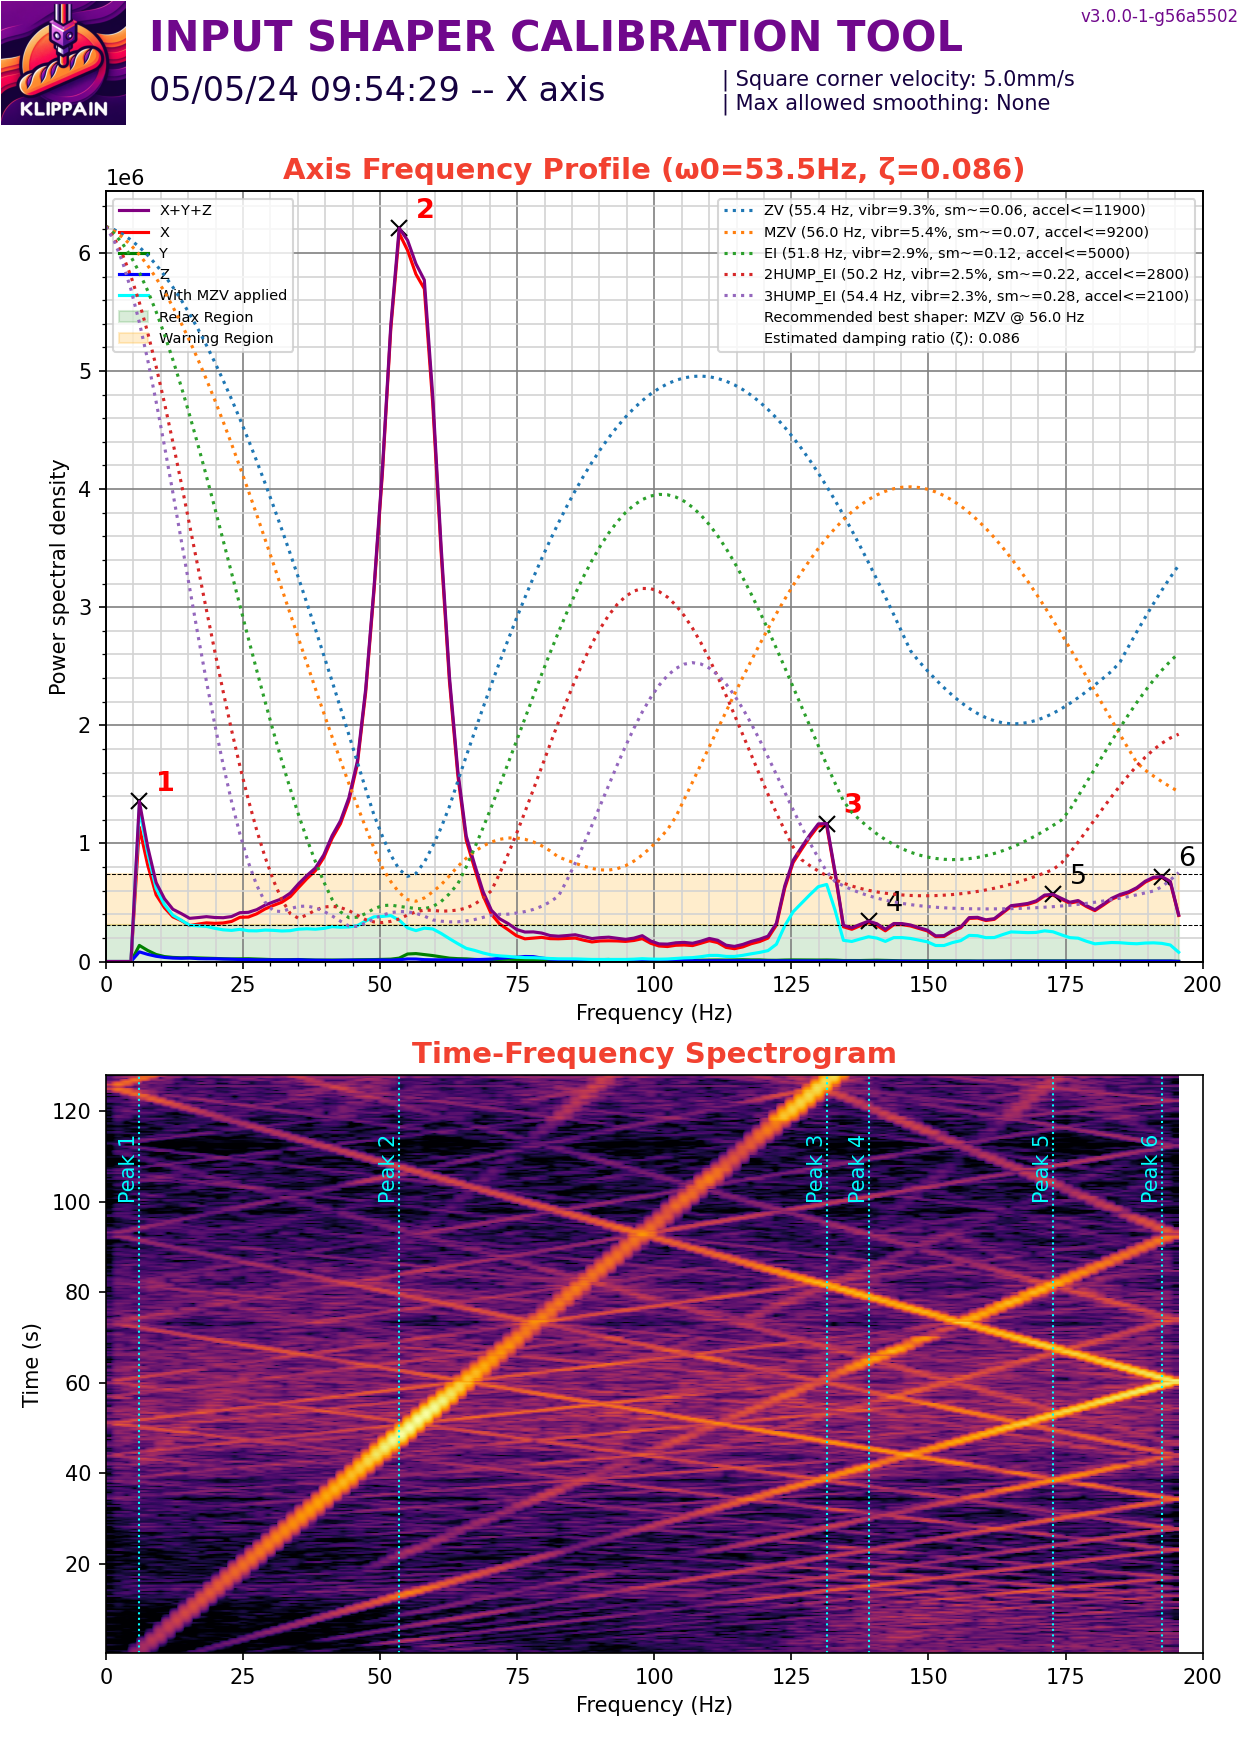 v3.0.0-1-g56a5502
INPUT SHAPER CALIBRATION TOOL
KLIPPAIN
05/05/24 09:54:29 -- X axis
| Square corner velocity: 5.0mm/s
| Max allowed smoothing: None
Axis Frequency Profile (ω0=53.5Hz, ζ=0.086)
1e6
X+Y+Z
X
Y
Z
With MZV applied
Relax Region
Warning Region
ZV (55.4 Hz, vibr=9.3%, sm~=0.06, accel<=11900)
MZV (56.0 Hz, vibr=5.4%, sm~=0.07, accel<=9200)
EI (51.8 Hz, vibr=2.9%, sm~=0.12, accel<=5000)
2HUMP_EI (50.2 Hz, vibr=2.5%, sm~=0.22, accel<=2800)
3HUMP_EI (54.4 Hz, vibr=2.3%, sm~=0.28, accel<=2100)
Recommended best shaper: MZV @ 56.0 Hz
Estimated damping ratio (ζ): 0.086
1
2
3
4
5
6
Power spectral density
6
5
4
3
2
1
0
0 25 50 75 100 125 150 175 200
Frequency (Hz)
Time-Frequency Spectrogram
Time (s)
120
100
80
60
40
20
Peak 1
Peak 2
Peak 3
Peak 4
Peak 5
Peak 6
0 25 50 75 100 125 150 175 200
Frequency (Hz)